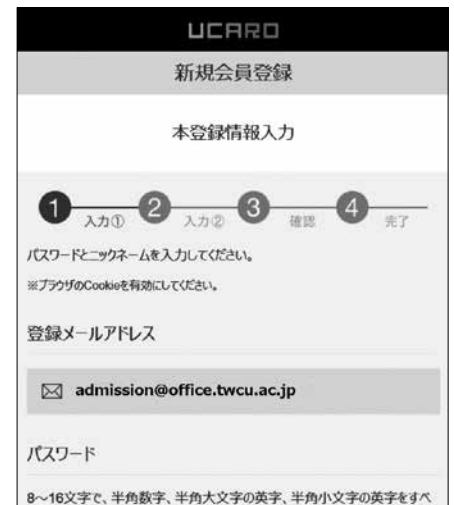 UCARO
新規会員登録
本登録情報入力
1 入力① 2 入力② 3 確認 4 完了
パスワードとニックネームを入力してください。
※ブラウザのCookieを有効にしてください。
登録メールアドレス
admission@office.twcu.ac.jp
パスワード
8～16文字で、半角数字、半角大文字の英字、半角小文字の英字をすべ